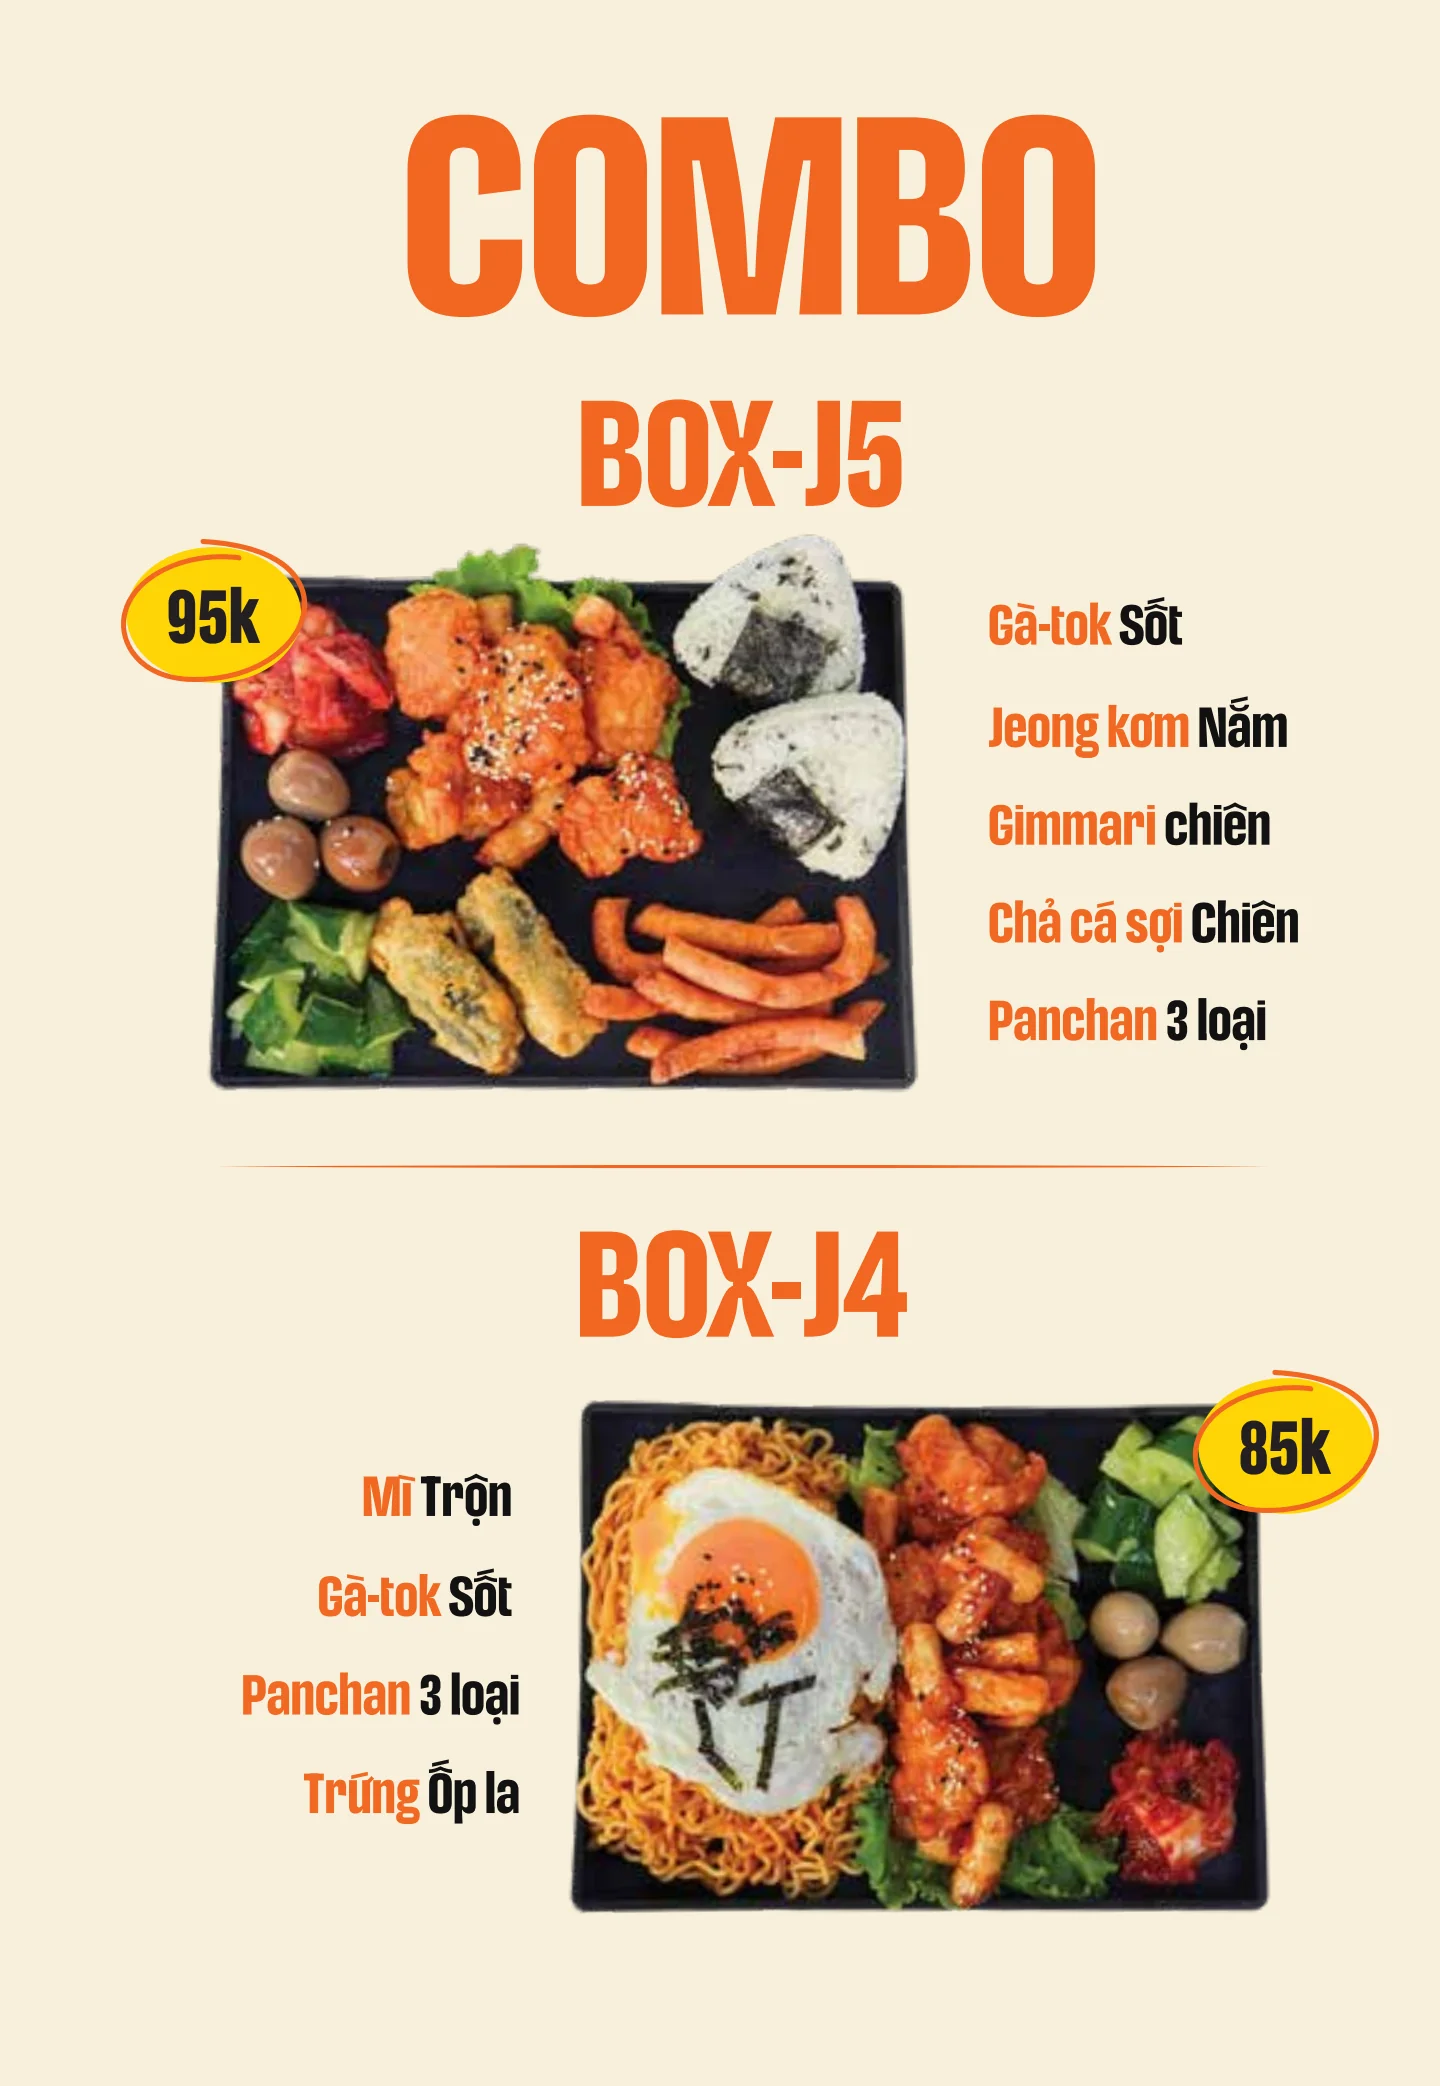 COMBO
BOX-J5
95k
Gà-tok Sốt
Jeong kơm Nắm
Gimmari chiên
Chả cá sợi Chiên
Panchan 3 loại
BOX-J4
85k
Mì Trộn
Gà-tok Sốt
Panchan 3 loại
Trứng Ốp la